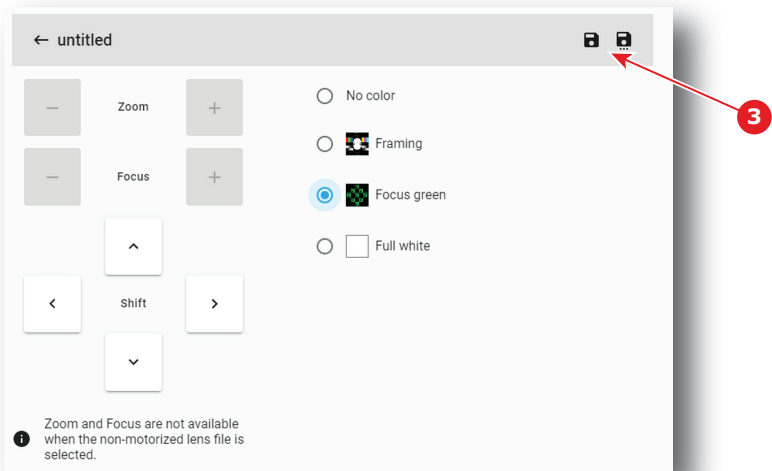 untitled
3
Zoom
No color
Framing
Focus
Focus green
Full white
Shift
Zoom and Focus are not available
when the non-motorized lens file is
selected.